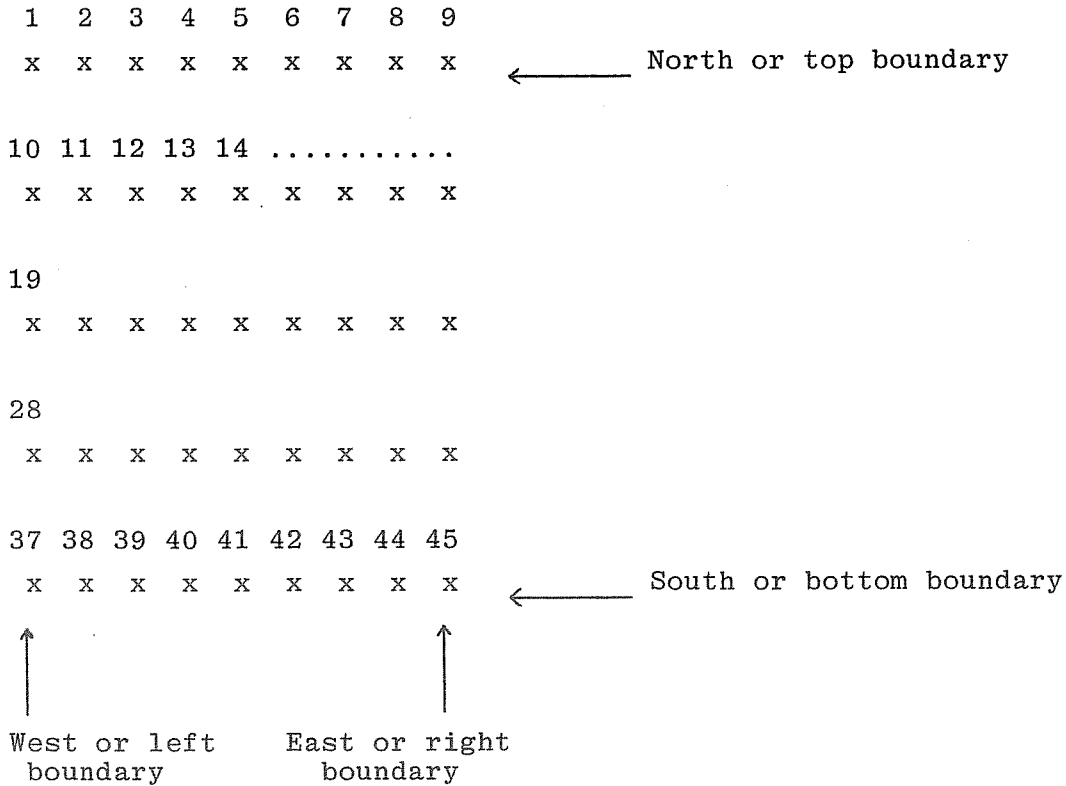 1 2 3 4 5 6 7 8 9
x x x x x x x x x North or top boundary
10 11 12 13 14 ...........
x x x x x x x x x
19
x x x x x x x x x
28
x x x x x x x x x
37 38 39 40 41 42 43 44 45
x x x x x x x x x South or bottom boundary
West or left boundary
East or right boundary